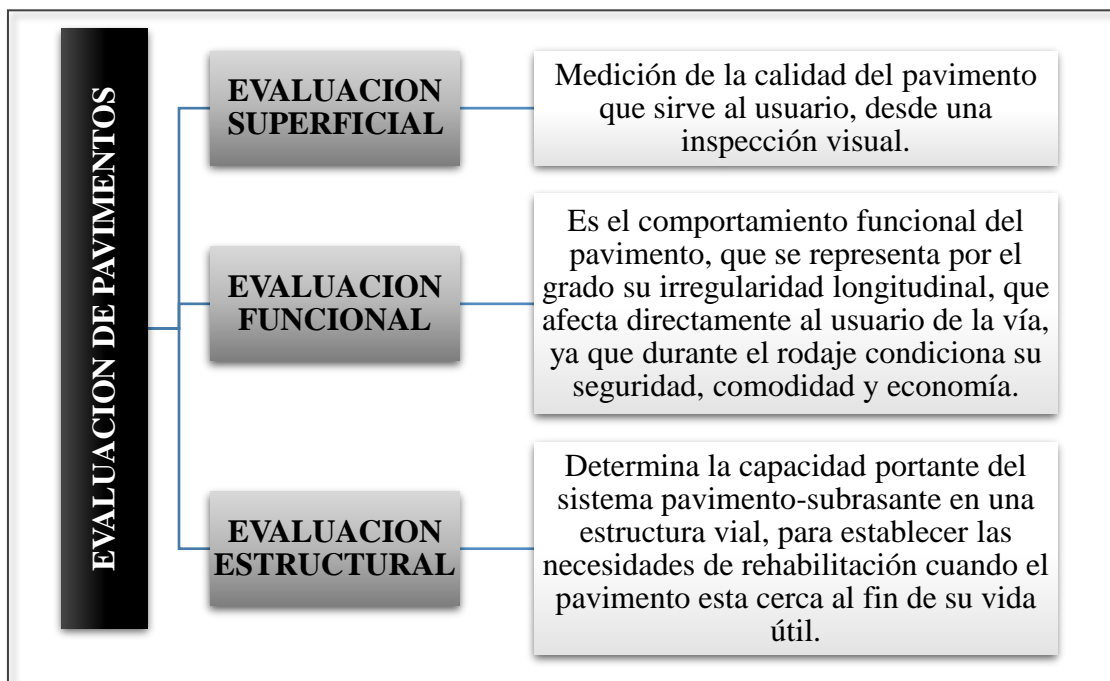 EVALUACION DE PAVIMENTOS
EVALUACION
SUPERFICIAL
Medición de la calidad del pavimento
que sirve al usuario, desde una
inspección visual.
EVALUACION
FUNCIONAL
Es el comportamiento funcional del
pavimento, que se representa por el
grado su irregularidad longitudinal, que
afecta directamente al usuario de la vía,
ya que durante el rodaje condiciona su
seguridad, comodidad y economía.
EVALUACION
ESTRUCTURAL
Determina la capacidad portante del
sistema pavimento-subrasante en una
estructura vial, para establecer las
necesidades de rehabilitación cuando el
pavimento esta cerca al fin de su vida
útil.